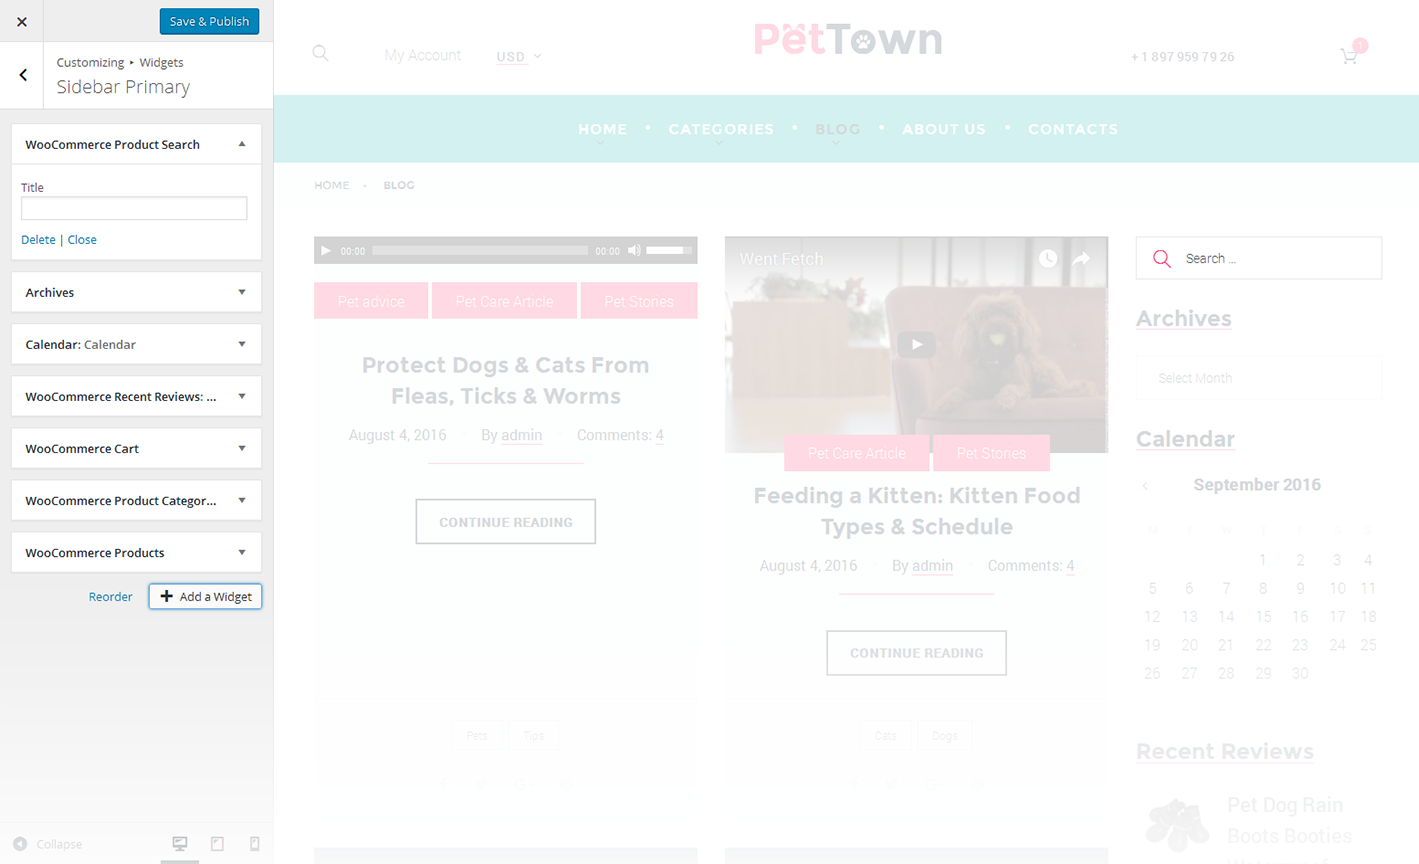 Save & Publish
Customizing ▸ Widgets
Sidebar Primary
WooCommerce Product Search
Title
Delete | Close
Archives
Calendar: Calendar
WooCommerce Recent Reviews: ...
WooCommerce Cart
WooCommerce Product Categor...
WooCommerce Products
Reorder
Add a Widget
Collapse
PetTown
My Account
USD
+ 1 897 959 79 26
1
HOME • CATEGORIES • BLOG • ABOUT US • CONTACTS
HOME • BLOG
00:00 00:00
Pet advice Pet Care Article Pet Stories
Protect Dogs & Cats From
Fleas, Ticks & Worms
August 4, 2016 By admin Comments: 4
CONTINUE READING
Pets Tips
Went Fetch
Pet Care Article Pet Stories
Feeding a Kitten: Kitten Food
Types & Schedule
August 4, 2016 By admin Comments: 4
CONTINUE READING
Cats Dogs
Search ...
Archives
Select Month
Calendar
September 2016
1 2 3 4
5 6 7 8 9 10 11
12 13 14 15 16 17 18
19 20 21 22 23 24 25
26 27 28 29 30
Recent Reviews
Pet Dog Rain
Boots Booties